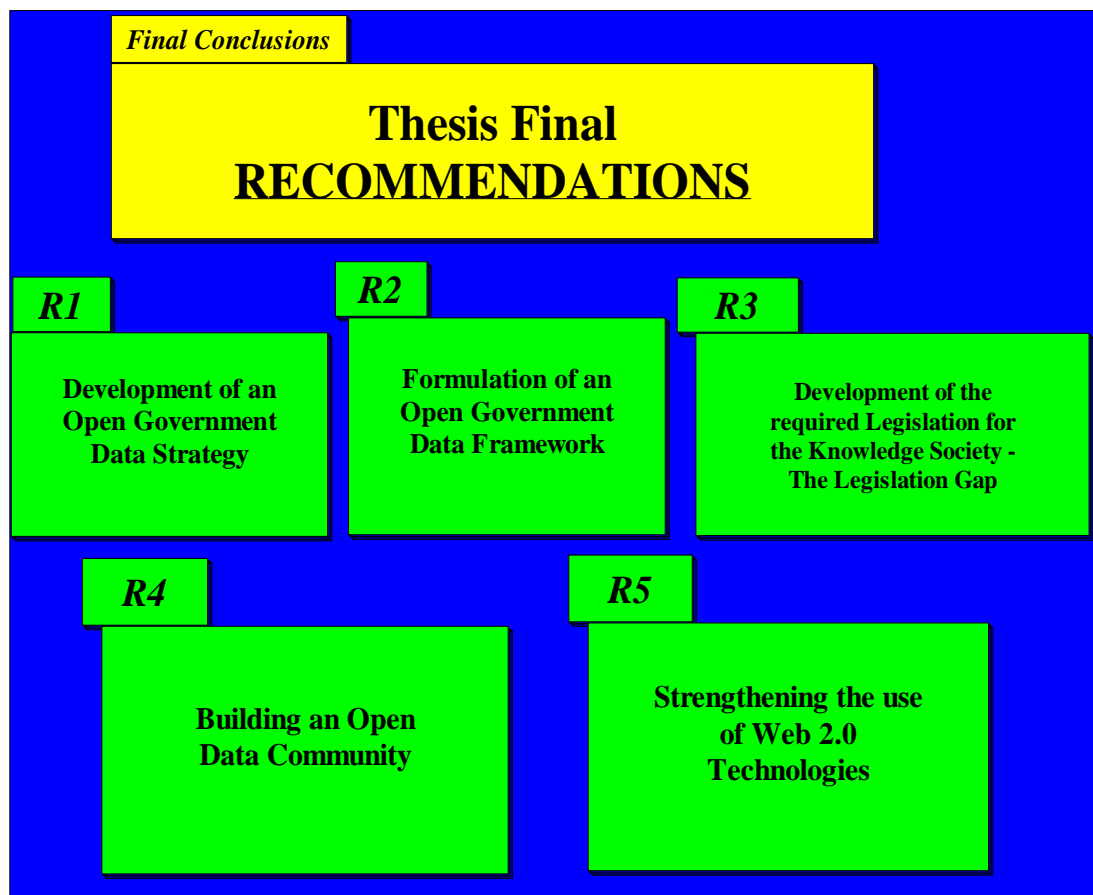 Final Conclusions
Thesis Final
RECOMMENDATIONS
R1
Development of an
Open Government
Data Strategy
R2
Formulation of an
Open Government
Data Framework
R3
Development of the
required Legislation for
the Knowledge Society -
The Legislation Gap
R4
Building an Open
Data Community
R5
Strengthening the use
of Web 2.0
Technologies